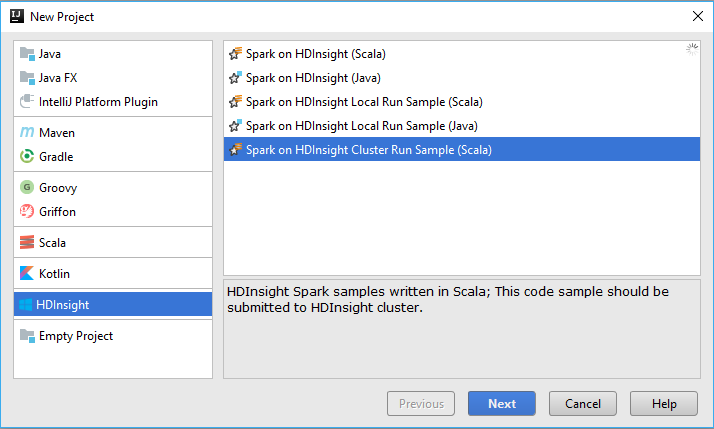 IJ New Project
Java
Java FX
IntelliJ Platform Plugin
Maven
Gradle
G Groovy
Griffon
Scala
Kotlin
HDInsight
Empty Project
Spark on HDInsight (Scala)
Spark on HDInsight (Java)
Spark on HDInsight Local Run Sample (Scala)
Spark on HDInsight Local Run Sample (Java)
Spark on HDInsight Cluster Run Sample (Scala)
HDInsight Spark samples written in Scala; This code sample should be
submitted to HDInsight cluster.
Previous Next Cancel Help